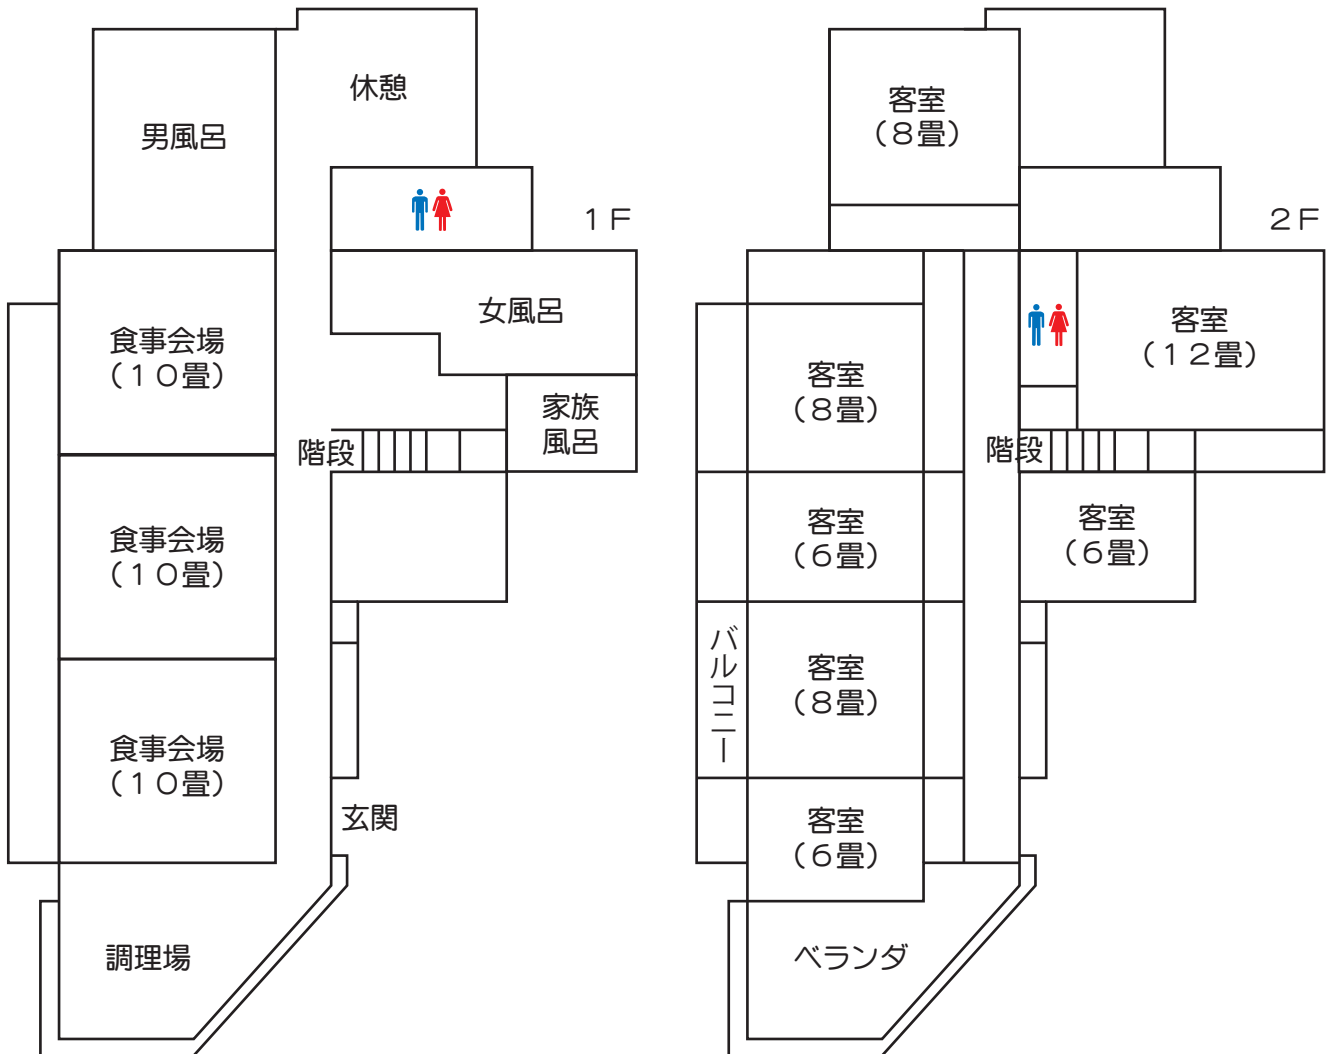 休憩
男風呂
1F
女風呂
食事会場
（10畳）
家族
風呂
階段
食事会場
（10畳）
食事会場
（10畳）
玄関
調理場
客室
（8畳）
2F
客室
（12畳）
客室
（8畳）
階段
客室
（6畳）
客室
（6畳）
バルコニー
客室
（8畳）
客室
（6畳）
ベランダ